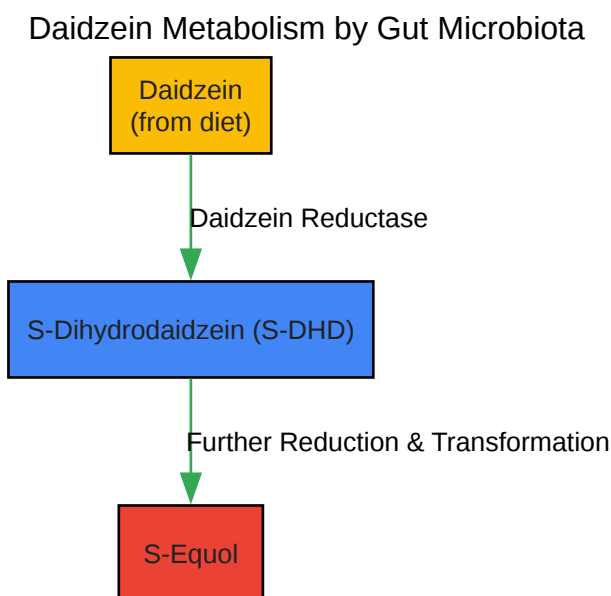 Daidzein Metabolism by Gut Microbiota
Daidzein
(from diet)
Daidzein Reductase
S-Dihydrodaidzein (S-DHD)
Further Reduction & Transformation
S-Equol